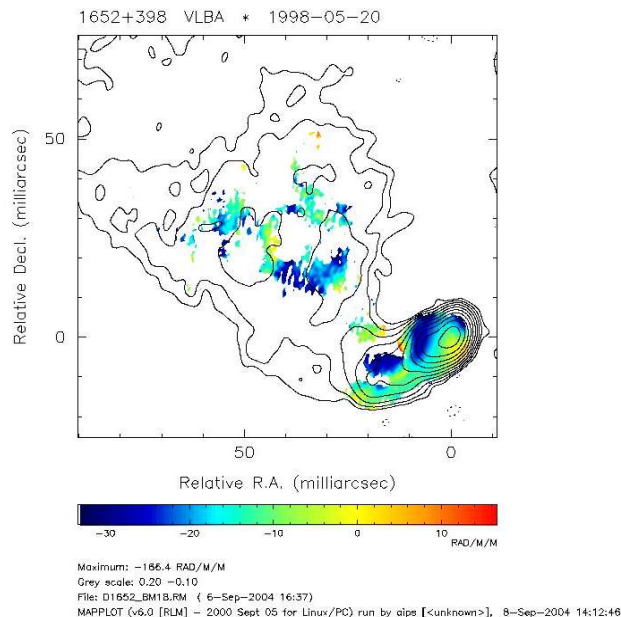 1652+398 VLBA * 1998-05-20
50
0
Relative Decl. (milliarcsec)
50 0
Relative R.A. (milliarcsec)
-30 -20 -10 0 10
RAD/M/M
Maximum: -166.4 RAD/M/M
Grey scale: 0.20 -0.10
File: D1652_BM18.RM ( 6-Sep-2004 16:37)
MAPPLOT (v6.0 [RLM] - 2000 Sept 05 for Linux/PC) run by aips [<unknown>], 8-Sep-2004 14:12:46